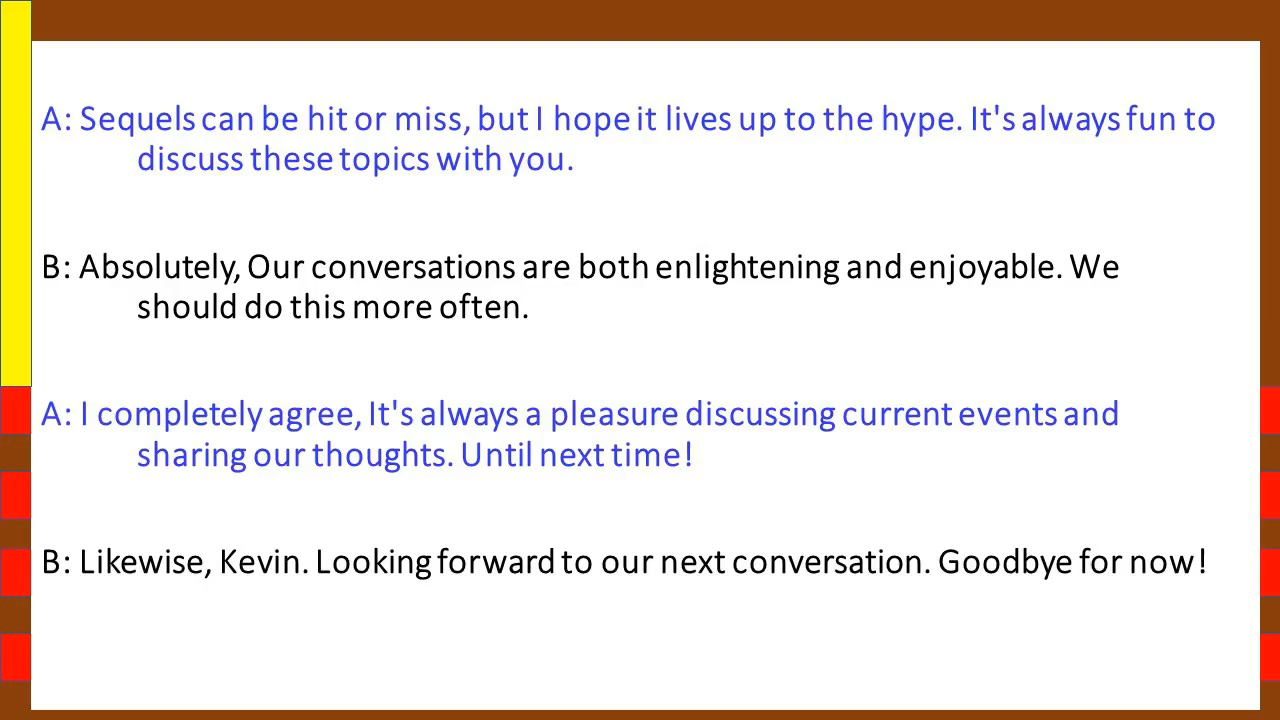 A: Sequels can be hit or miss, but I hope it lives up to the hype. It's always fun to
discuss these topics with you.
B: Absolutely, Our conversations are both enlightening and enjoyable. We
should do this more often.
A: I completely agree, It's always a pleasure discussing current events and
sharing our thoughts. Until next time!
B: Likewise, Kevin. Looking forward to our next conversation. Goodbye for now!